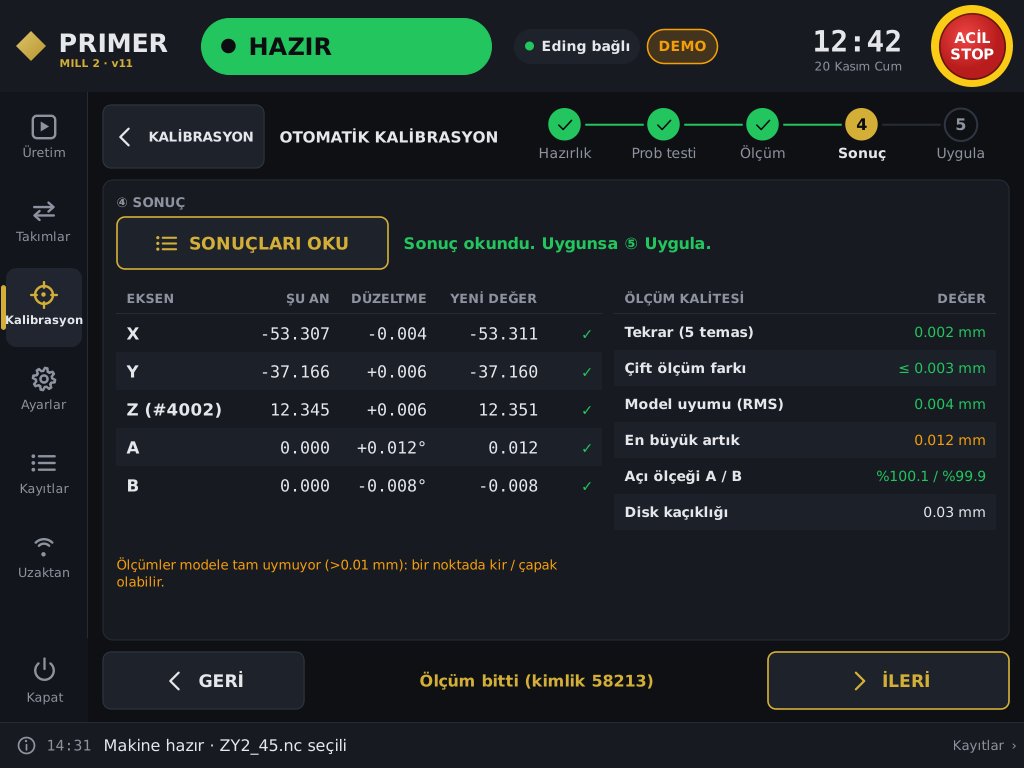 PRIMER
MILL 2 · v11
HAZIR
Eding bağlı
DEMO
12:42
20 Kasım Cum
ACİL
STOP
Üretim
Takımlar
Kalibrasyon
Ayarlar
Kayıtlar
Uzaktan
Kapat
KALİBRASYON
OTOMATİK KALİBRASYON
Hazırlık
Prob testi
Ölçüm
4
Sonuç
5
Uygula
④ SONUÇ
SONUÇLARI OKU
Sonuç okundu. Uygunsa ⑤ Uygula.
EKSEN ŞU AN DÜZELTME YENİ DEĞER
X -53.307 -0.004 -53.311 ✓
Y -37.166 +0.006 -37.160 ✓
Z (#4002) 12.345 +0.006 12.351 ✓
A 0.000 +0.012° 0.012 ✓
B 0.000 -0.008° -0.008 ✓
ÖLÇÜM KALİTESİ DEĞER
Tekrar (5 temas) 0.002 mm
Çift ölçüm farkı ≤ 0.003 mm
Model uyumu (RMS) 0.004 mm
En büyük artık 0.012 mm
Açı ölçeği A / B %100.1 / %99.9
Disk kaçıklığı 0.03 mm
Ölçümler modele tam uymuyor (>0.01 mm): bir noktada kir / çapak
olabilir.
GERİ
Ölçüm bitti (kimlik 58213)
İLERİ
14:31 Makine hazır · ZY2_45.nc seçili
Kayıtlar ›